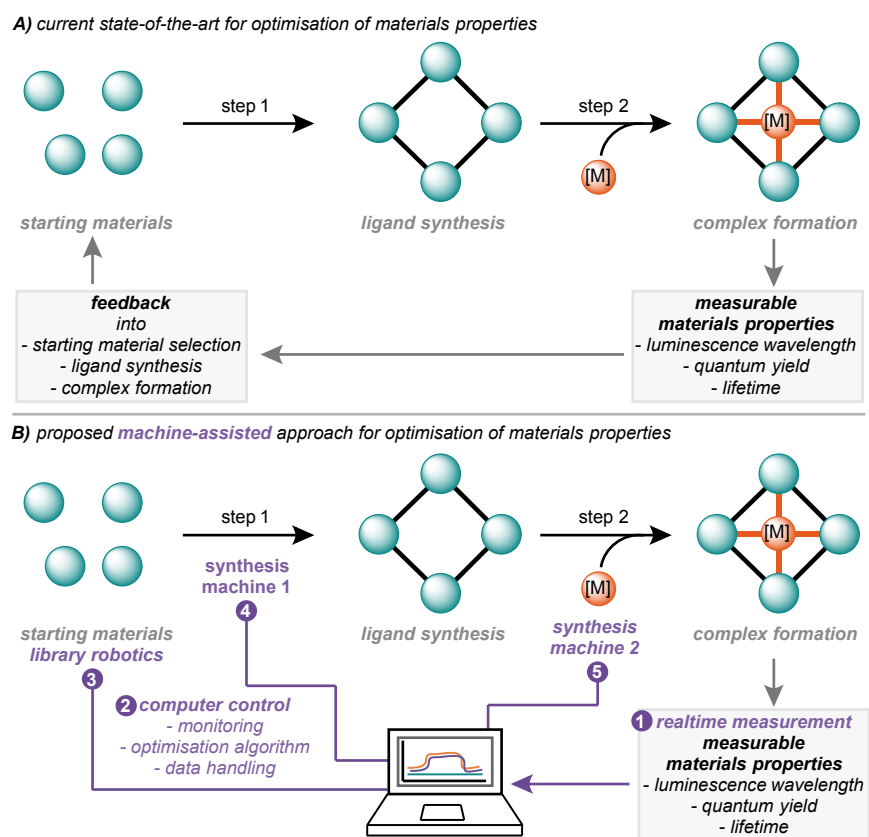 A) current state-of-the-art for optimisation of materials properties
step 1
step 2
[M]
[M]
starting materials
ligand synthesis
complex formation
feedback
into
- starting material selection
- ligand synthesis
- complex formation
measurable
materials properties
- luminescence wavelength
- quantum yield
- lifetime
B) proposed machine-assisted approach for optimisation of materials properties
step 1
step 2
[M]
[M]
synthesis
machine 1
4
starting materials
library robotics
3
ligand synthesis
synthesis
machine 2
5
complex formation
2 computer control
- monitoring
- optimisation algorithm
- data handling
1 realtime measurement
measurable
materials properties
- luminescence wavelength
- quantum yield
- lifetime